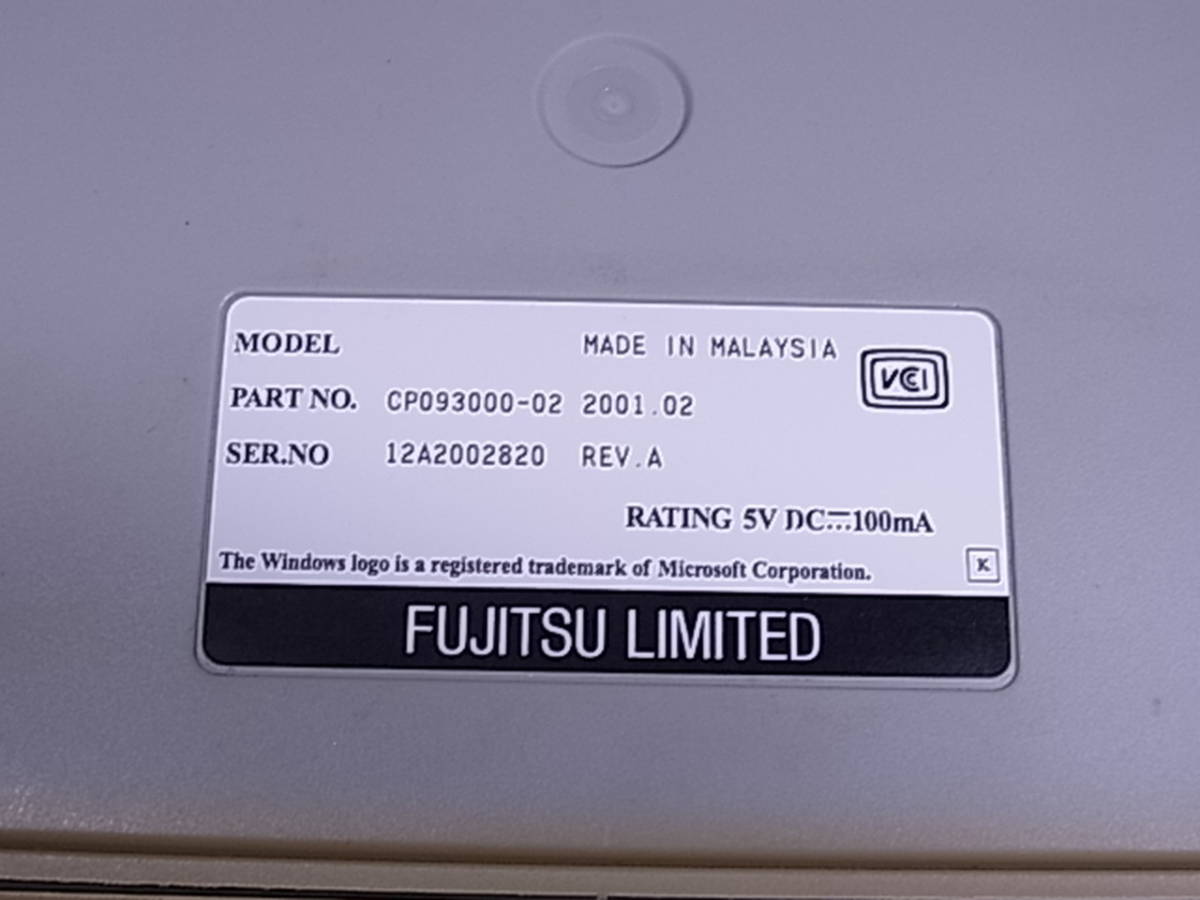 MODEL MADE IN MALAYSIA
VCCI
PART NO. CP093000-02 2001.02
SER.NO 12A2002820 REV.A
RATING 5V DC⎓100mA
The Windows logo is a registered trademark of Microsoft Corporation.
K
FUJITSU LIMITED